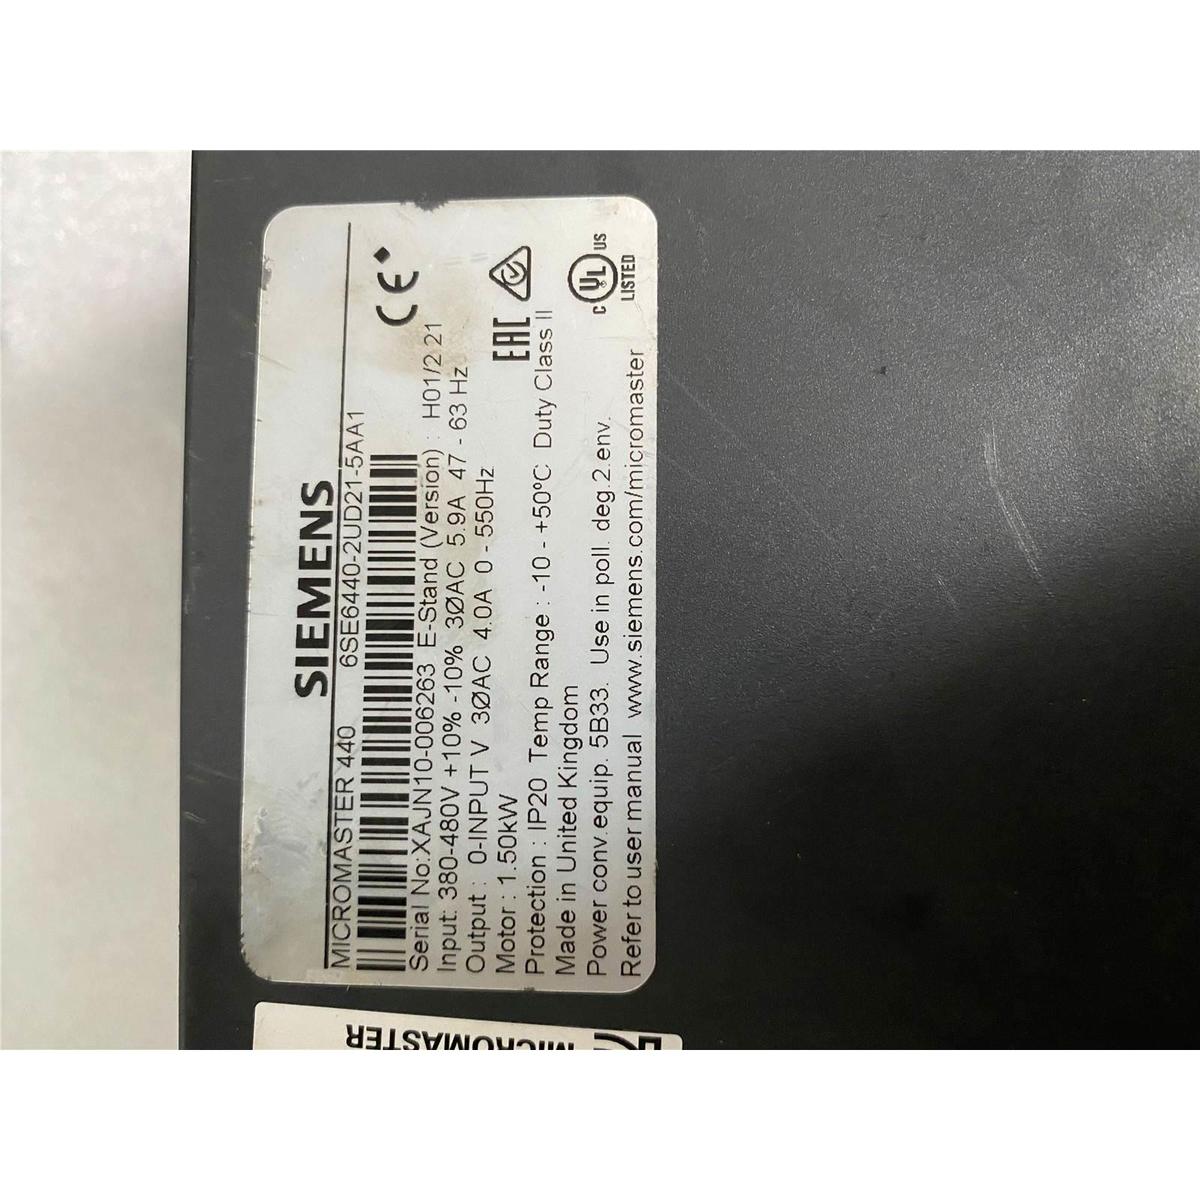 SIEMENS
MICROMASTER 440 6SE6440-2UD21-5AA1
Serial No:XAJN10-006263 E-Stand (Version) : H01/2.21
Input: 380-480V +10% -10% 3ØAC 5.9A 47 - 63 Hz
Output : 0-INPUT V 3ØAC 4.0A 0 - 550Hz
Motor : 1.50kW
Protection : IP20 Temp Range : -10 - +50°C Duty Class II
Made in United Kingdom
Power conv.equip. 5B33. Use in poll. deg.2.env.
Refer to user manual www.siemens.com/micromaster
CE
EAC
C UL US
LISTED
MICROMASTER
MICROMASTER